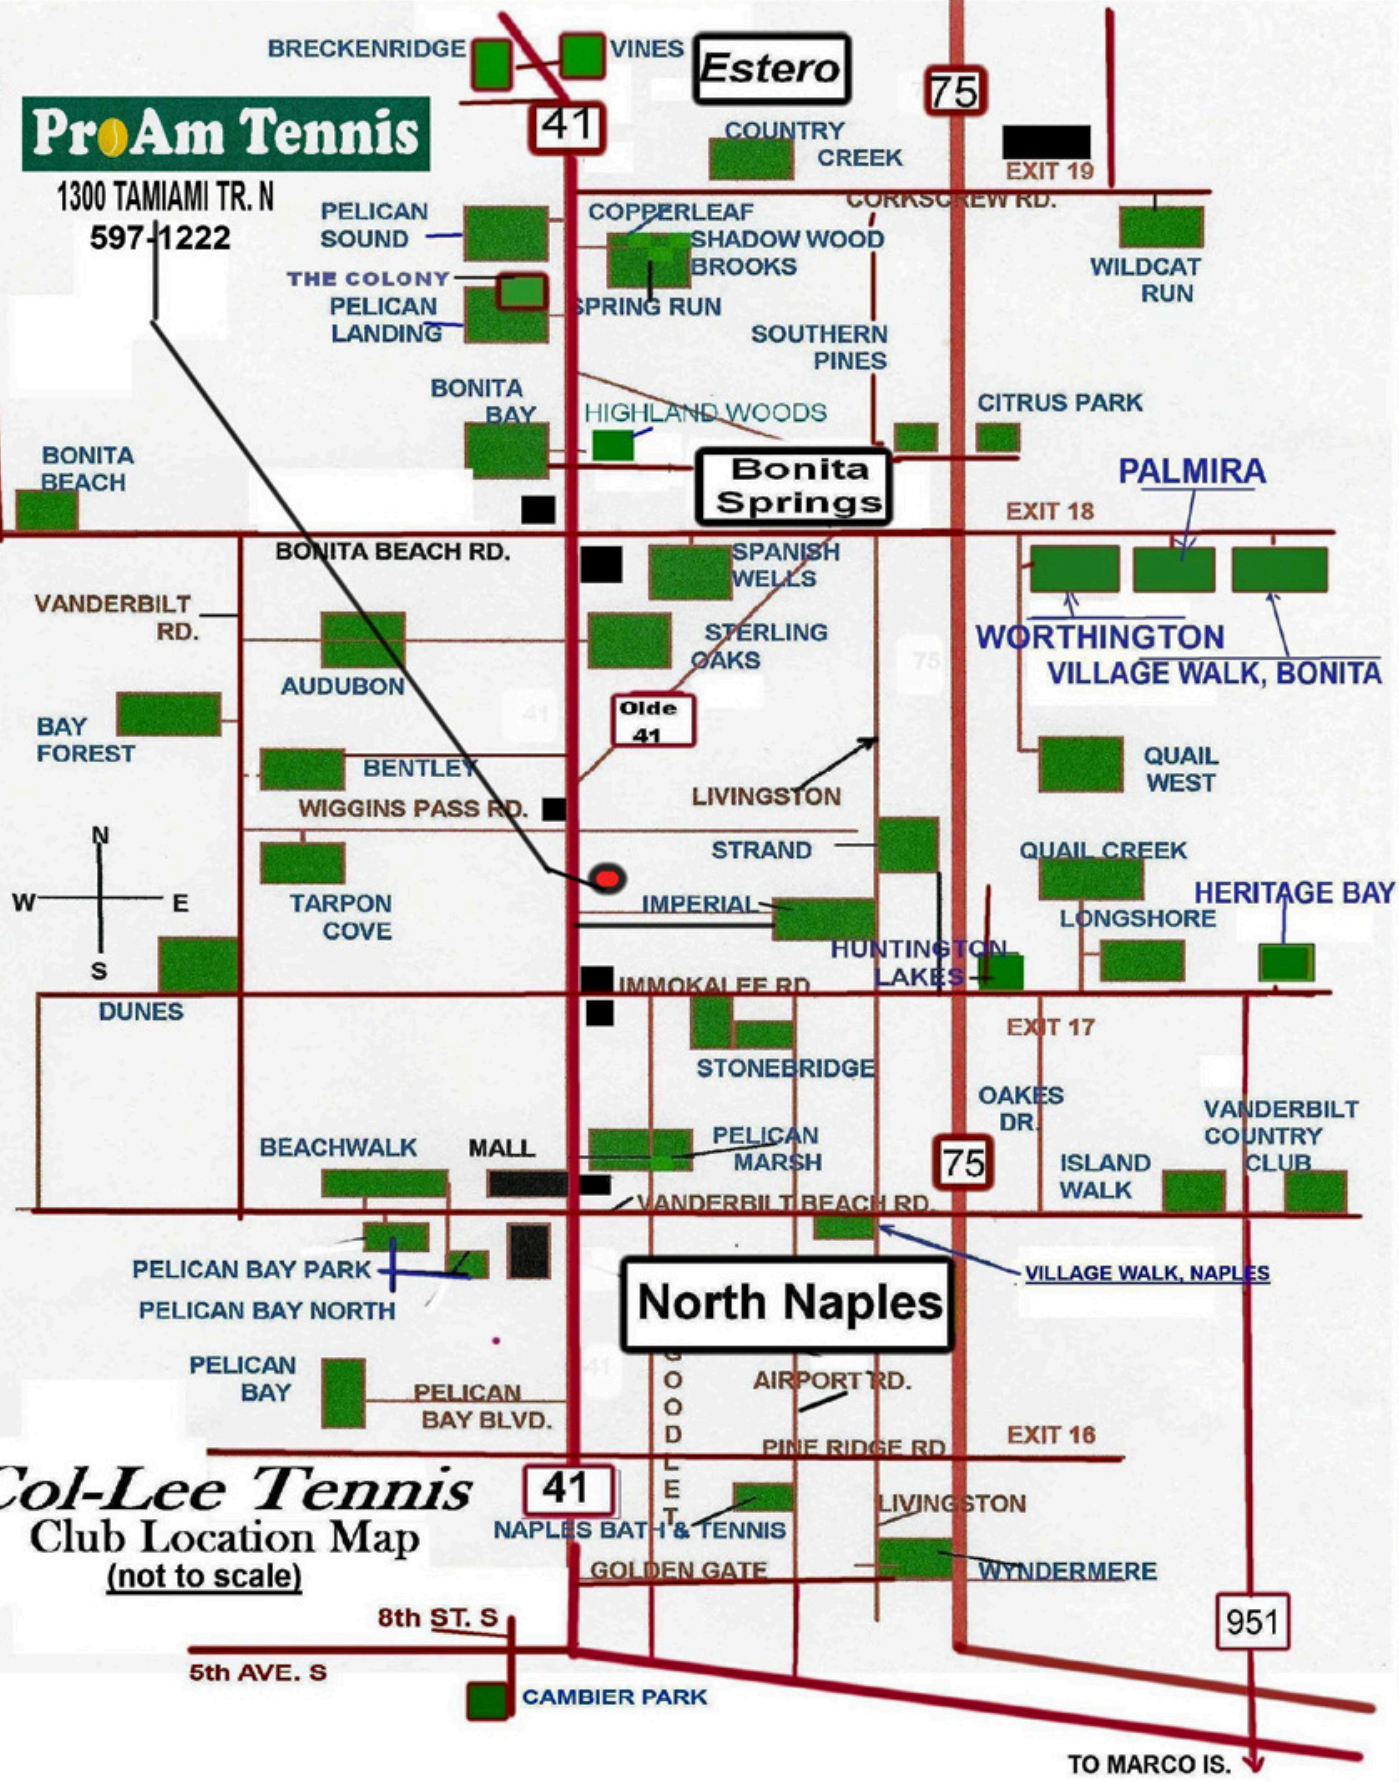 BRECKENRIDGE
VINES
Estero
75
Pro Am Tennis
41
1300 TAMIAMI TR. N
597-1222
COUNTRY
CREEK
EXIT 19
CORKSCREW RD.
PELICAN
SOUND
COPPERLEAF
SHADOW WOOD
BROOKS
WILDCAT
RUN
THE COLONY
PELICAN
LANDING
SPRING RUN
SOUTHERN
PINES
BONITA
BAY
HIGHLAND WOODS
CITRUS PARK
BONITA
BEACH
Bonita
Springs
PALMIRA
EXIT 18
BONITA BEACH RD.
SPANISH
WELLS
VANDERBILT
RD.
STERLING
OAKS
WORTHINGTON
VILLAGE WALK, BONITA
75
AUDUBON
41
Olde
41
BAY
FOREST
BENTLEY
QUAIL
WEST
LIVINGSTON
WIGGINS PASS RD.
N
W
E
S
STRAND
QUAIL CREEK
HERITAGE BAY
TARPON
COVE
IMPERIAL
LONGSHORE
HUNTINGTON
LAKES
IMMOKALEE RD
DUNES
EXIT 17
STONEBRIDGE
OAKES
DR.
VANDERBILT
COUNTRY
CLUB
BEACHWALK
MALL
PELICAN
MARSH
75
ISLAND
WALK
VANDERBILT BEACH RD.
PELICAN BAY PARK
PELICAN BAY NORTH
VILLAGE WALK, NAPLES
North Naples
PELICAN
BAY
41
GOODLET
AIRPORT RD.
PELICAN
BAY BLVD.
PINE RIDGE RD
EXIT 16
Col-Lee Tennis
Club Location Map
(not to scale)
41
NAPLES BATH & TENNIS
LIVINGSTON
GOLDEN GATE
WYNDERMERE
8th ST. S
951
5th AVE. S
CAMBIER PARK
TO MARCO IS.